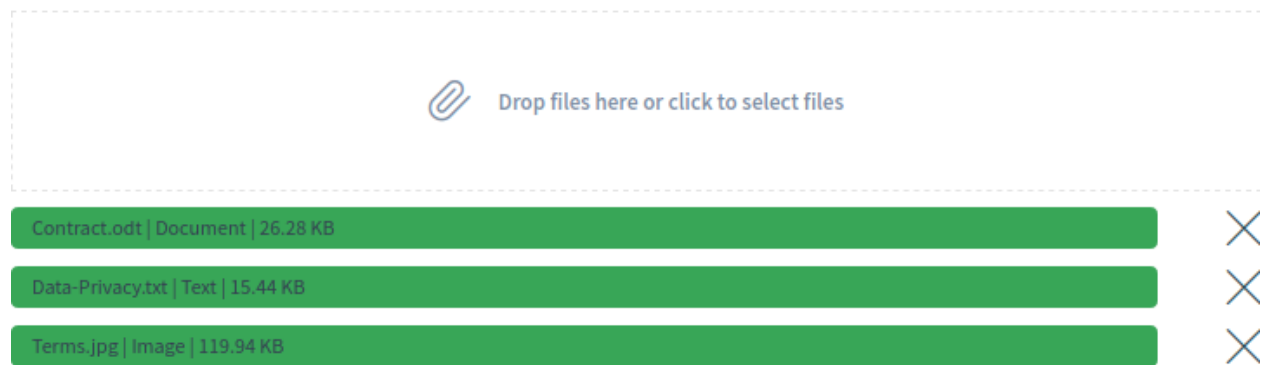 Drop files here or click to select files
Contract.odt | Document | 26.28 KB
Data-Privacy.txt | Text | 15.44 KB
Terms.jpg | Image | 119.94 KB